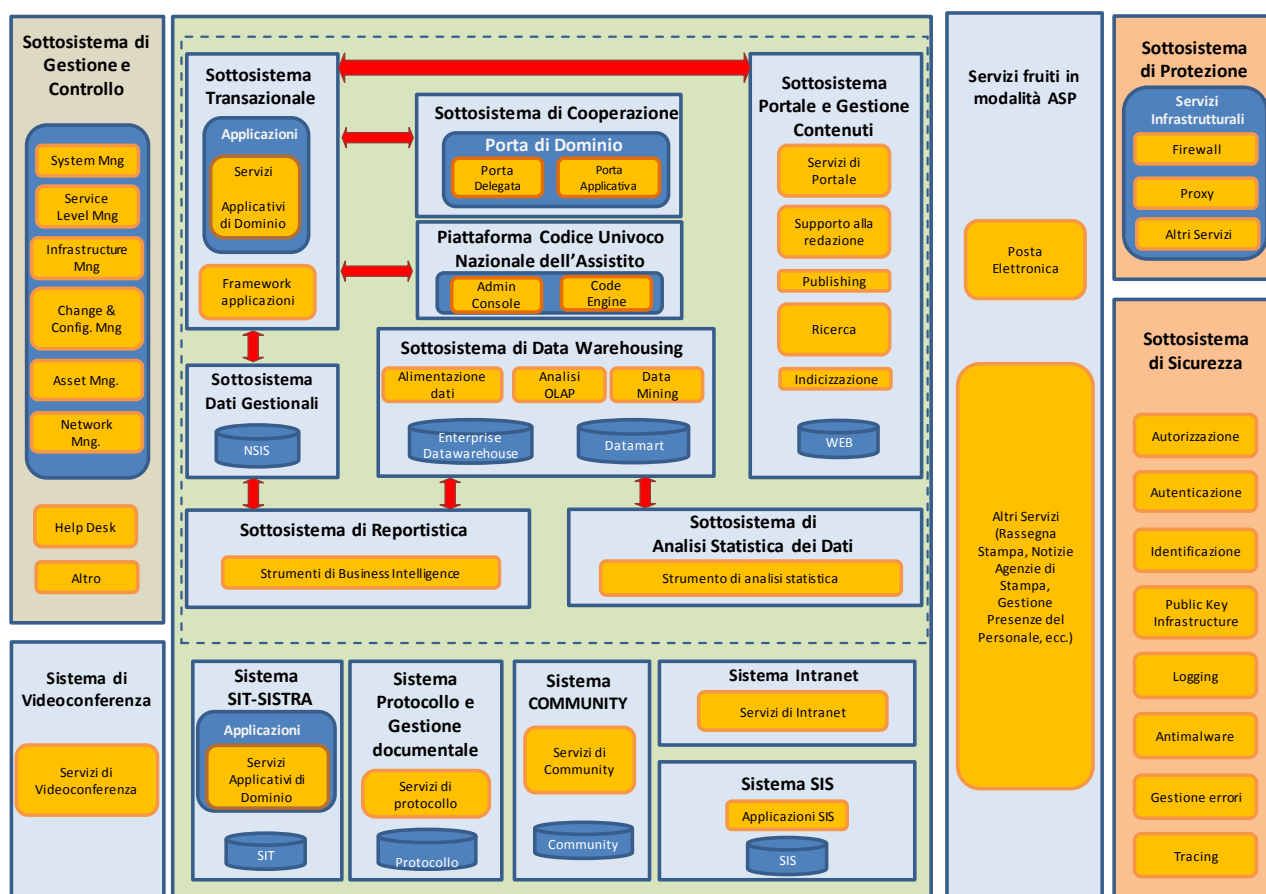 Sottosistema di
Gestione e
Controllo
System Mng
Service
Level Mng
Infrastructure
Mng
Change &
Config. Mng
Asset Mng.
Network
Mng.
Help Desk
Altro
Sistema di
Videoconferenza
Servizi di
Videoconferenza
Sottosistema
Transazionale
Applicazioni
Servizi
Applicativi
di Dominio
Framework
applicazioni
Sottosistema di Cooperazione
Porta di Dominio
Porta
Delegata
Porta
Applicativa
Piattaforma Codice Univoco
Nazionale dell'Assistito
Admin
Console
Code
Engine
Sottosistema
Portale e Gestione
Contenuti
Servizi di
Portale
Supporto alla
redazione
Publishing
Ricerca
Indicizzazione
WEB
Sottosistema
Dati Gestionali
NSIS
Sottosistema di Data Warehousing
Alimentazione
dati
Analisi
OLAP
Data
Mining
Enterprise
Datawarehouse
Datamart
Sottosistema di Reportistica
Strumenti di Business Intelligence
Sottosistema di
Analisi Statistica dei Dati
Strumento di analisi statistica
Sistema
SIT-SISTRA
Applicazioni
Servizi
Applicativi di
Dominio
SIT
Sistema
Protocollo e
Gestione
documentale
Servizi di
protocollo
Protocollo
Sistema
COMMUNITY
Servizi di
Community
Community
Sistema Intranet
Servizi di Intranet
Sistema SIS
Applicazioni SIS
SIS
Servizi fruiti in
modalità ASP
Posta
Elettronica
Altri Servizi
(Rassegna
Stampa, Notizie
Agenzie di
Stampa,
Gestione
Presenze del
Personale, ecc.)
Sottosistema
di Protezione
Servizi
Infrastrutturali
Firewall
Proxy
Altri Servizi
Sottosistema
di Sicurezza
Autorizzazione
Autenticazione
Identificazione
Public Key
Infrastructure
Logging
Antimalware
Gestione errori
Tracing